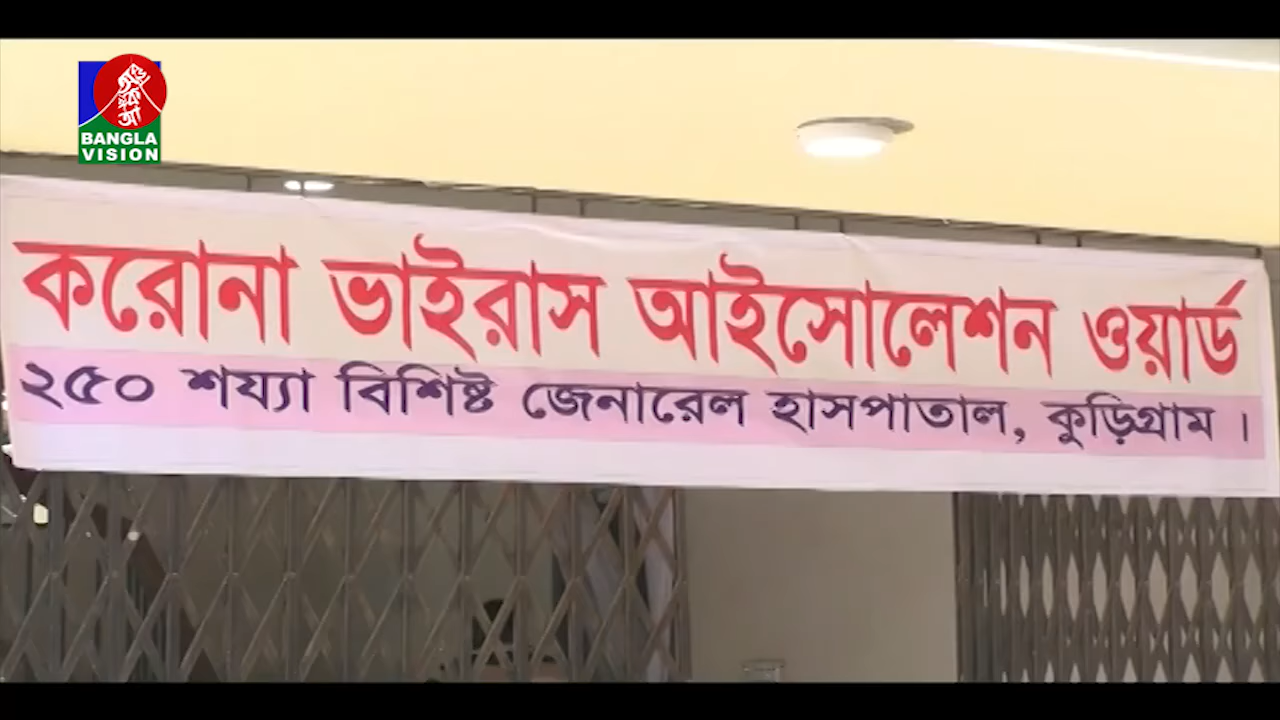 BANGLA
VISION
করোনা ভাইরাস আইসোলেশন ওয়ার্ড
২৫০ শয্যা বিশিষ্ট জেনারেল হাসপাতাল, কুড়িগ্রাম।